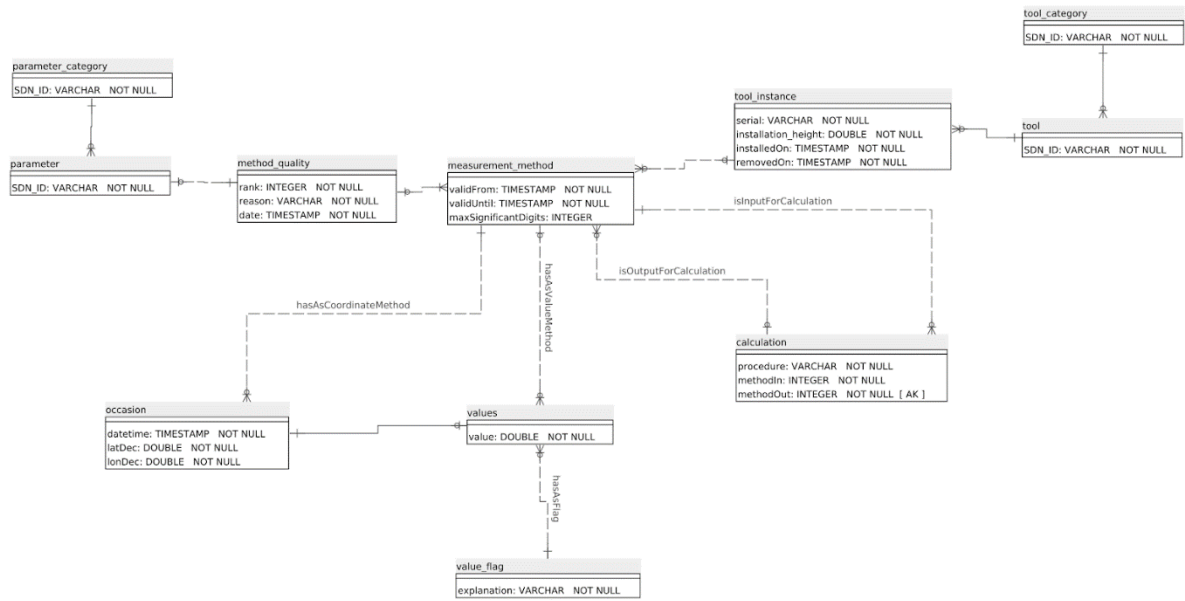 tool_category
SDN_ID: VARCHAR NOT NULL
parameter_category
SDN_ID: VARCHAR NOT NULL
tool_instance
serial: VARCHAR NOT NULL
installation_height: DOUBLE NOT NULL
installedOn: TIMESTAMP NOT NULL
removedOn: TIMESTAMP NOT NULL
tool
SDN_ID: VARCHAR NOT NULL
parameter
SDN_ID: VARCHAR NOT NULL
method_quality
rank: INTEGER NOT NULL
reason: VARCHAR NOT NULL
date: TIMESTAMP NOT NULL
measurement_method
validFrom: TIMESTAMP NOT NULL
validUntil: TIMESTAMP NOT NULL
maxSignificantDigits: INTEGER
isInputForCalculation
isOutputForCalculation
hasAsValueMethod
hasAsCoordinateMethod
calculation
procedure: VARCHAR NOT NULL
methodIn: INTEGER NOT NULL
methodOut: INTEGER NOT NULL [ AK ]
occasion
datetime: TIMESTAMP NOT NULL
latDec: DOUBLE NOT NULL
lonDec: DOUBLE NOT NULL
values
value: DOUBLE NOT NULL
hasAsFlag
value_flag
explanation: VARCHAR NOT NULL